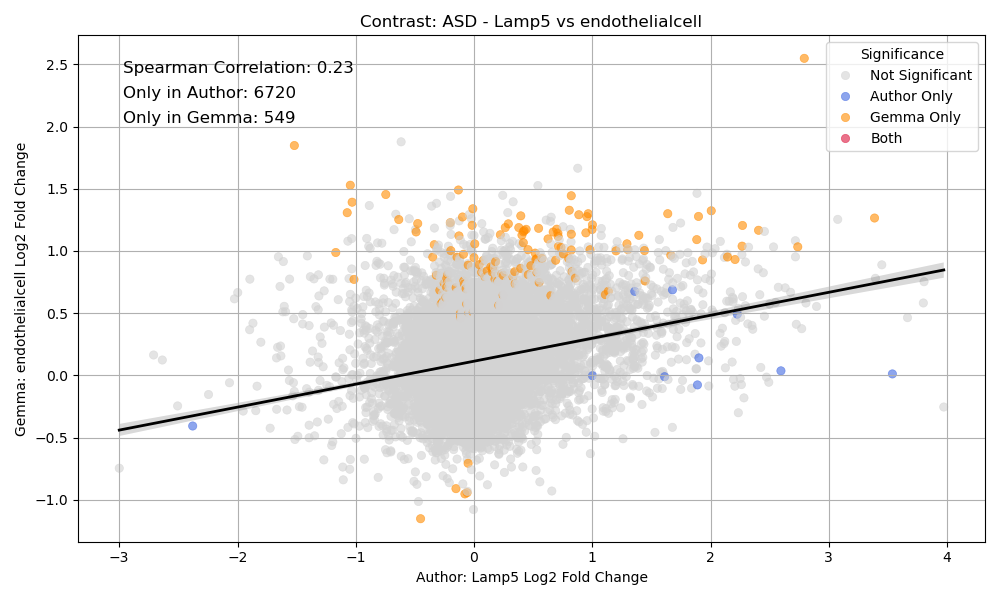 Contrast: ASD - Lamp5 vs endothelialcell
Spearman Correlation: 0.23
Only in Author: 6720
Only in Gemma: 549
Significance
Not Significant
Author Only
Gemma Only
Both
2.5
2.0
1.5
1.0
0.5
0.0
−0.5
−1.0
Gemma: endothelialcell Log2 Fold Change
−3
−2
−1
0
1
2
3
4
Author: Lamp5 Log2 Fold Change